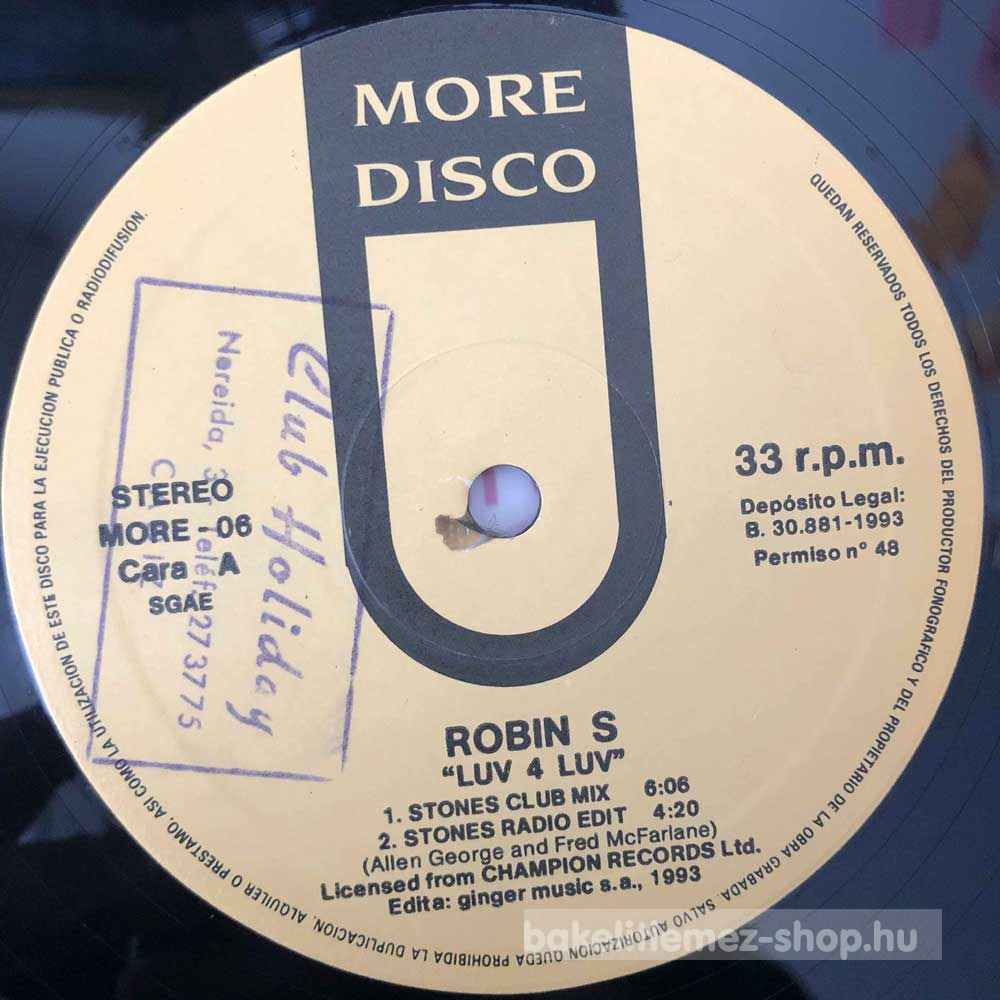 MORE
DISCO
QUEDAN RESERVADOS TODOS LOS DERECHOS DEL PRODUCTOR FONOGRAFICO Y DEL PROPIETARIO DE LA OBRA GRABADA. SALVO AUTORIZACION QUEDA PROHIBIDA LA DUPLICACION, ALQUILER O PRESTAMO, ASI COMO LA UTILIZACION DE ESTE DISCO PARA LA EJECUCION PUBLICA O RADIODIFUSION.
Club Holiday
Nereida, 3
Teléf. 273775
STEREO
MORE - 06
Cara A
SGAE
33 r.p.m.
Depósito Legal:
B. 30.881-1993
Permiso n° 48
ROBIN S
"LUV 4 LUV"
1. STONES CLUB MIX 6:06
2. STONES RADIO EDIT 4:20
(Allen George and Fred McFarlane)
Licensed from CHAMPION RECORDS Ltd.
Edita: ginger music s.a., 1993
bakelitlemez-shop.hu